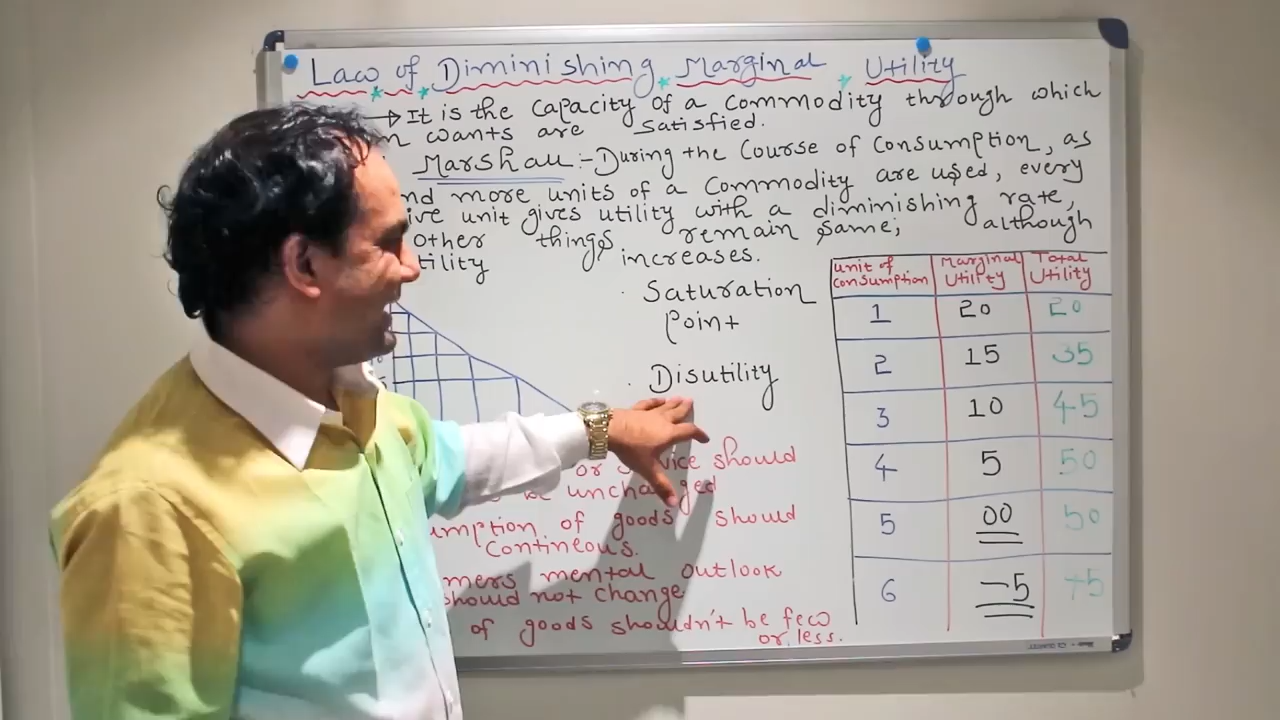 Law of Diminishing Marginal Utility
→ It is the capacity of a commodity through which
wants are satisfied.
Marshall :- During the course of consumption, as
more units of a commodity are used, every
unit gives utility with a diminishing rate,
other things remain same; although
increases.
Saturation
Point
Disutility
or should
be unchanged
of goods should
Contineous.
mental outlook
should not change
of goods shouldn't be few
or less.
unit of consumption Marginal Utility Total Utility
1 20 20
2 15 35
3 10 45
4 5 50
5 00 50
6 -5